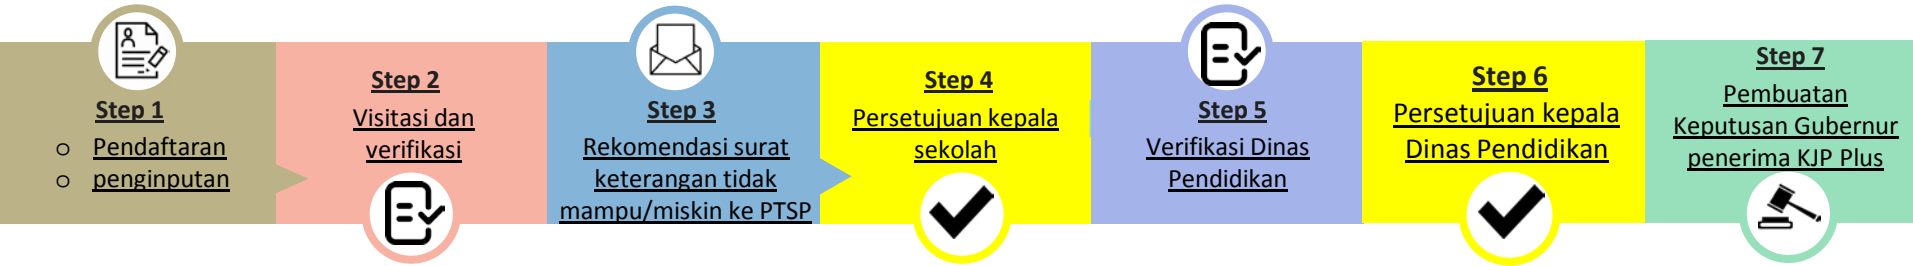 Step 1
o Pendaftaran
o penginputan
Step 2
Visitasi dan
verifikasi
Step 3
Rekomendasi surat
keterangan tidak
mampu/miskin ke PTSP
Step 4
Persetujuan kepala
sekolah
Step 5
Verifikasi Dinas
Pendidikan
Step 6
Persetujuan kepala
Dinas Pendidikan
Step 7
Pembuatan
Keputusan Gubernur
penerima KJP Plus